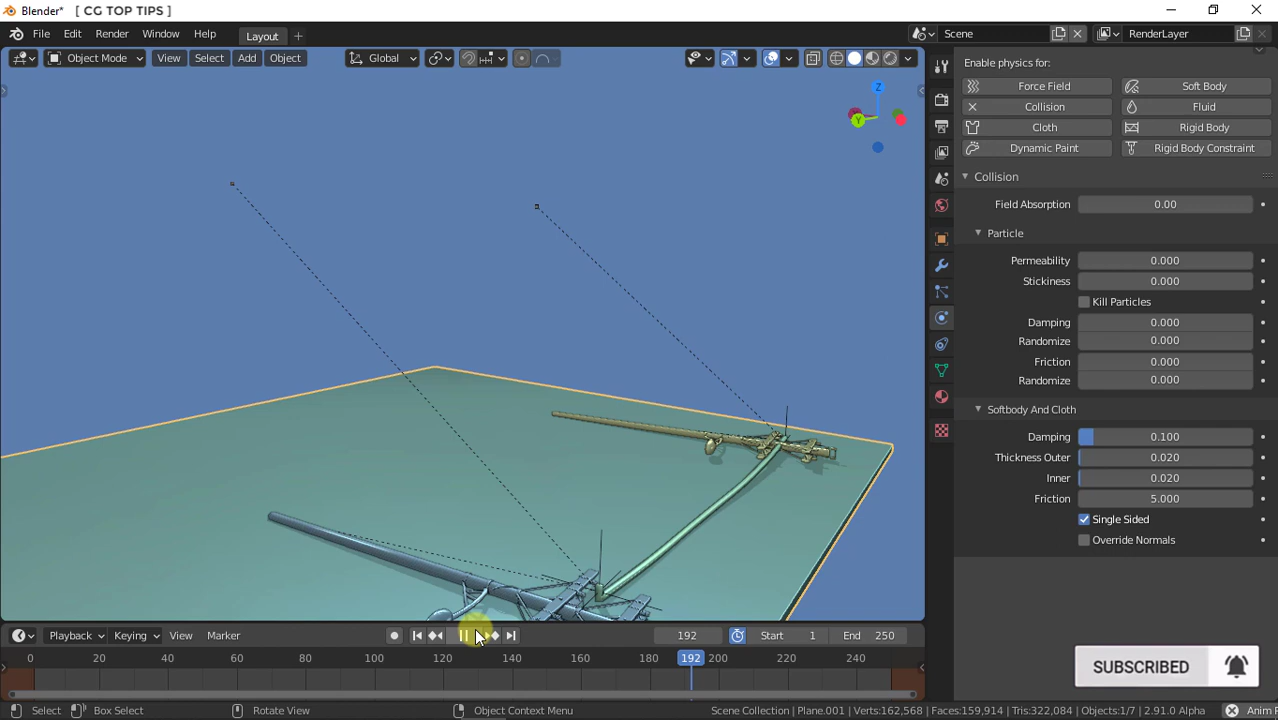 Blender* [ CG TOP TIPS ]
File Edit Render Window Help Layout + Scene RenderLayer
Object Mode View Select Add Object Global
Z
Y
Enable physics for:
Force Field Soft Body
Collision Fluid
Cloth Rigid Body
Dynamic Paint Rigid Body Constraint
Collision
Field Absorption 0.00
Particle
Permeability 0.000
Stickiness 0.000
Kill Particles
Damping 0.000
Randomize 0.000
Friction 0.000
Randomize 0.000
Softbody And Cloth
Damping 0.100
Thickness Outer 0.020
Inner 0.020
Friction 5.000
Single Sided
Override Normals
Playback Keying View Marker 192 Start 1 End 250
0 20 40 60 80 100 120 140 160 180 192 200 220 240
SUBSCRIBED
Select Box Select Rotate View Object Context Menu Scene Collection | Plane.001 | Verts:162,568 | Faces:159,914 | Tris:322,084 | Objects:1/7 | 2.91.0 Alpha Anim